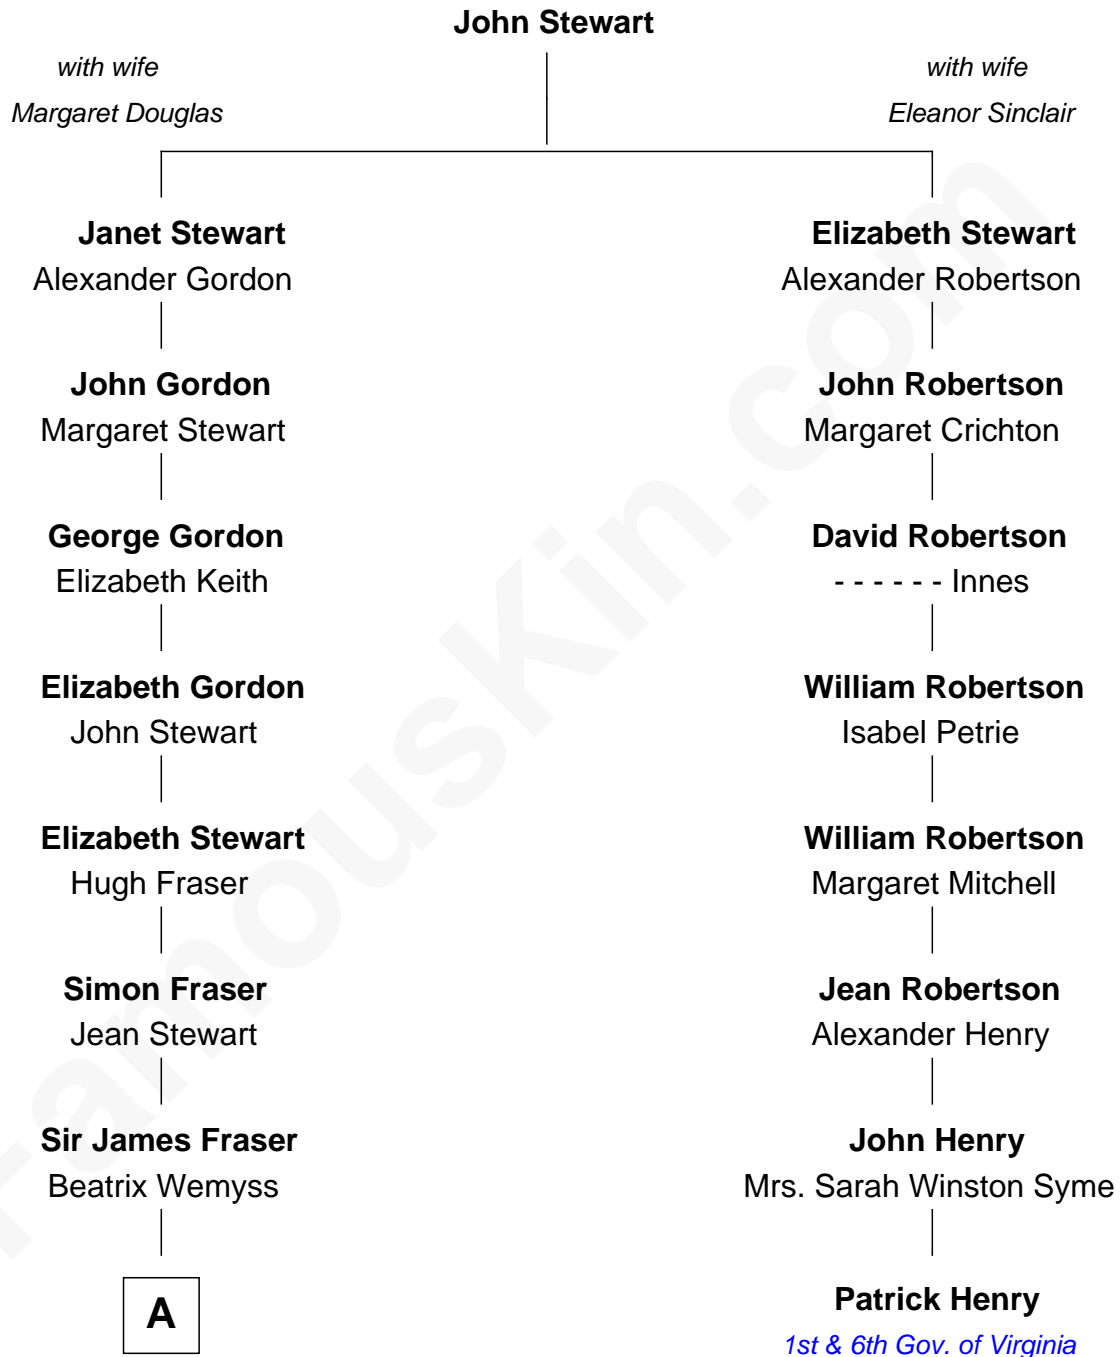 John Stewart
with wife
Margaret Douglas
with wife
Eleanor Sinclair
Janet Stewart
Alexander Gordon
Elizabeth Stewart
Alexander Robertson
John Gordon
Margaret Stewart
John Robertson
Margaret Crichton
George Gordon
Elizabeth Keith
David Robertson
- - - - - - Innes
Elizabeth Gordon
John Stewart
William Robertson
Isabel Petrie
Elizabeth Stewart
Hugh Fraser
William Robertson
Margaret Mitchell
Simon Fraser
Jean Stewart
Jean Robertson
Alexander Henry
Sir James Fraser
Beatrix Wemyss
John Henry
Mrs. Sarah Winston Syme
A
Patrick Henry
1st & 6th Gov. of Virginia
FamousKin.com